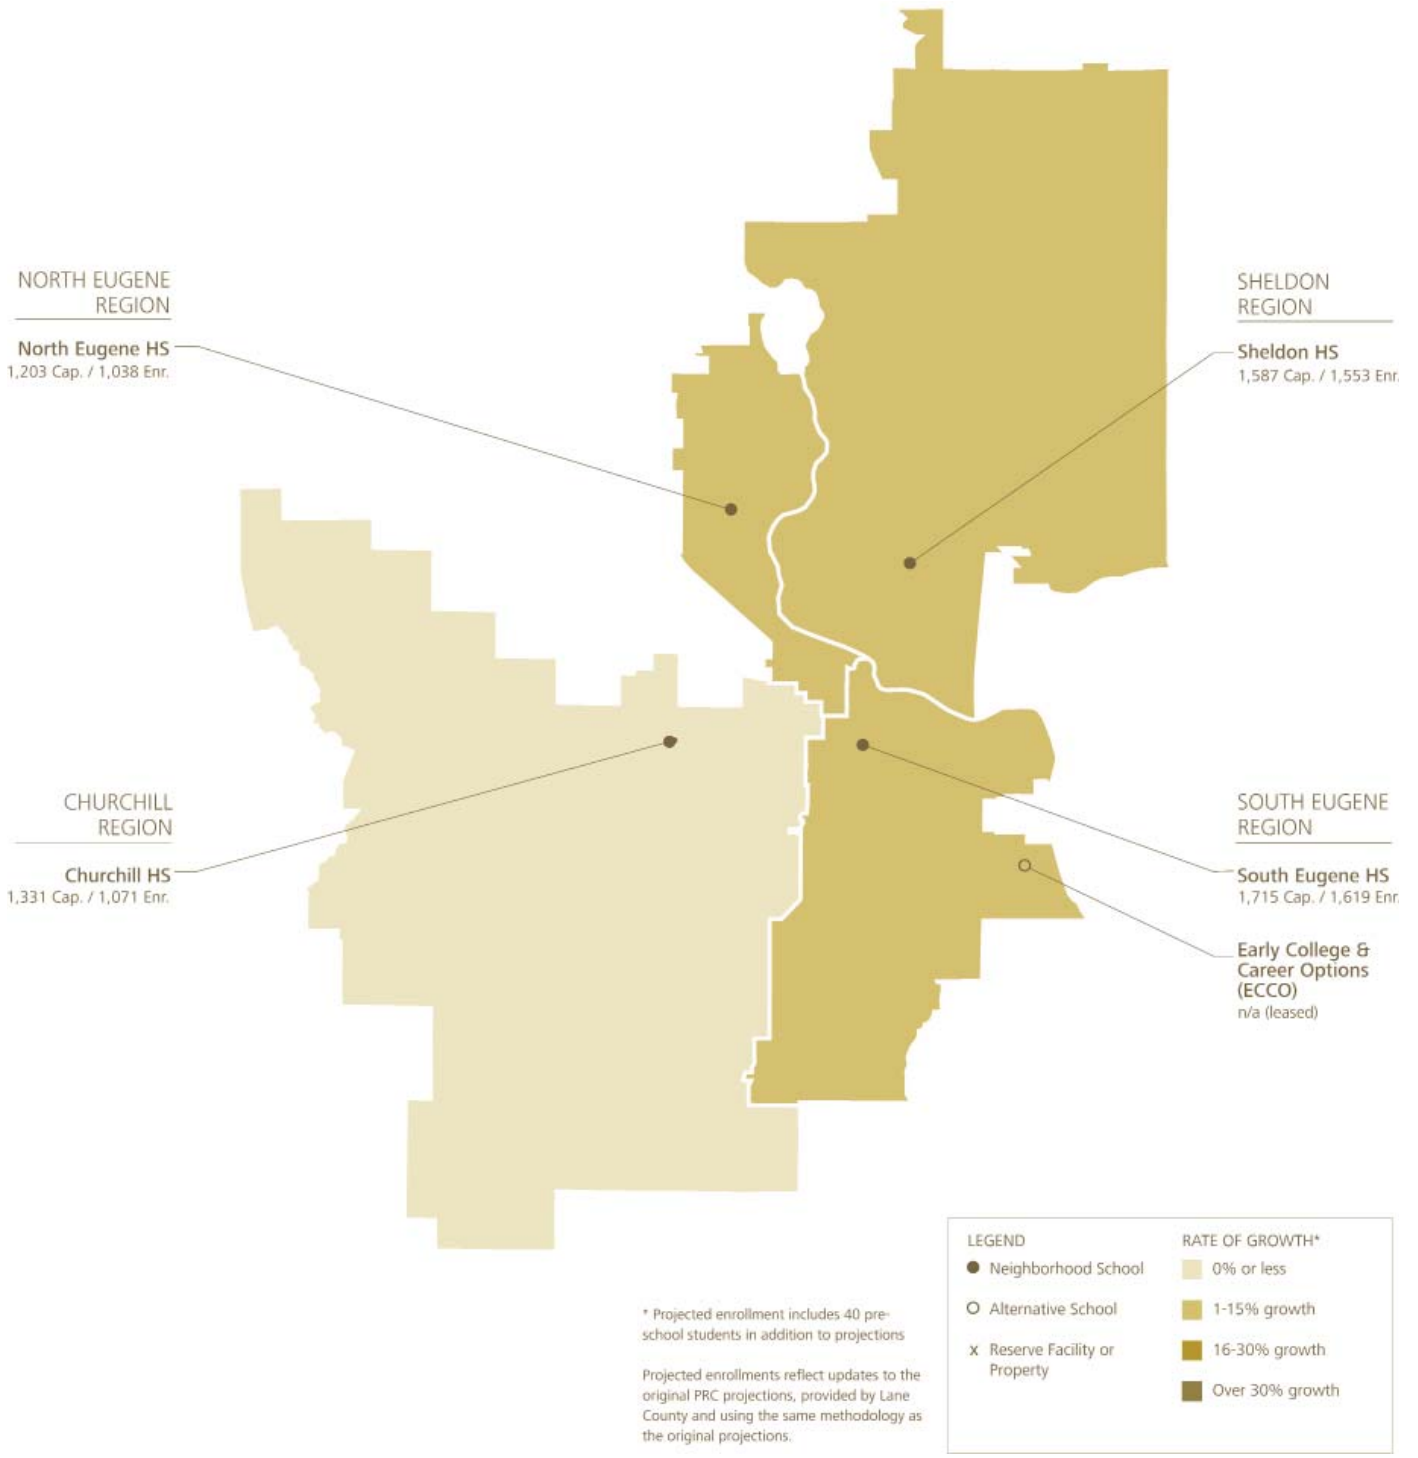 NORTH EUGENE
REGION
North Eugene HS
1,203 Cap. / 1,038 Enr.
SHELDON
REGION
Sheldon HS
1,587 Cap. / 1,553 Enr.
CHURCHILL
REGION
Churchill HS
1,331 Cap. / 1,071 Enr.
SOUTH EUGENE
REGION
South Eugene HS
1,715 Cap. / 1,619 Enr.
Early College &
Career Options
(ECCO)
n/a (leased)
* Projected enrollment includes 40 pre-
school students in addition to projections
Projected enrollments reflect updates to the
original PRC projections, provided by Lane
County and using the same methodology as
the original projections.
LEGEND
Neighborhood School
Alternative School
x Reserve Facility or
Property
RATE OF GROWTH*
0% or less
1-15% growth
16-30% growth
Over 30% growth